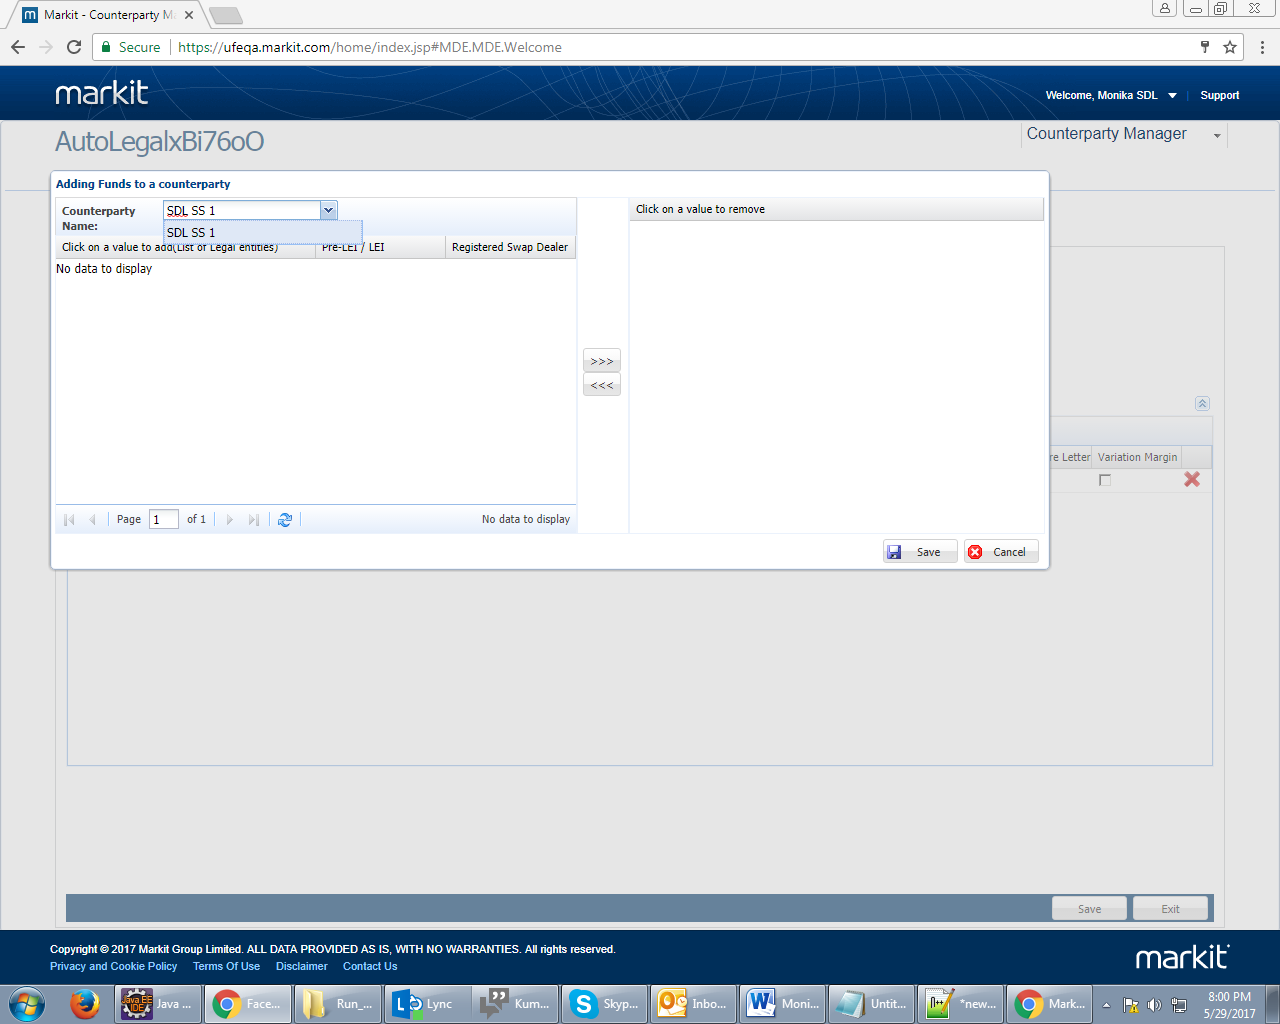 Markit - Counterparty Ma
Secure
https://ufeqa.markit.com/home/index.jsp#MDE.MDE.Welcome
markit
Welcome, Monika SDL
Support
AutoLegalxBi76oO
Counterparty Manager
Adding Funds to a counterparty
Counterparty Name:
SDL SS 1
SDL SS 1
Click on a value to add(List of Legal entities)
Pre-LEI / LEI
Registered Swap Dealer
No data to display
Click on a value to remove
>>>
<<<
re Letter
Variation Margin
Page 1 of 1
No data to display
Save
Cancel
Save
Exit
Copyright © 2017 Markit Group Limited. ALL DATA PROVIDED AS IS, WITH NO WARRANTIES. All rights reserved.
Privacy and Cookie Policy Terms Of Use Disclaimer Contact Us
markit
Java EE IDE
Java ...
Face...
Run_...
Lync
Kum...
Skyp...
Inbo...
Moni...
Untit...
*new...
Mark...
8:00 PM
5/29/2017